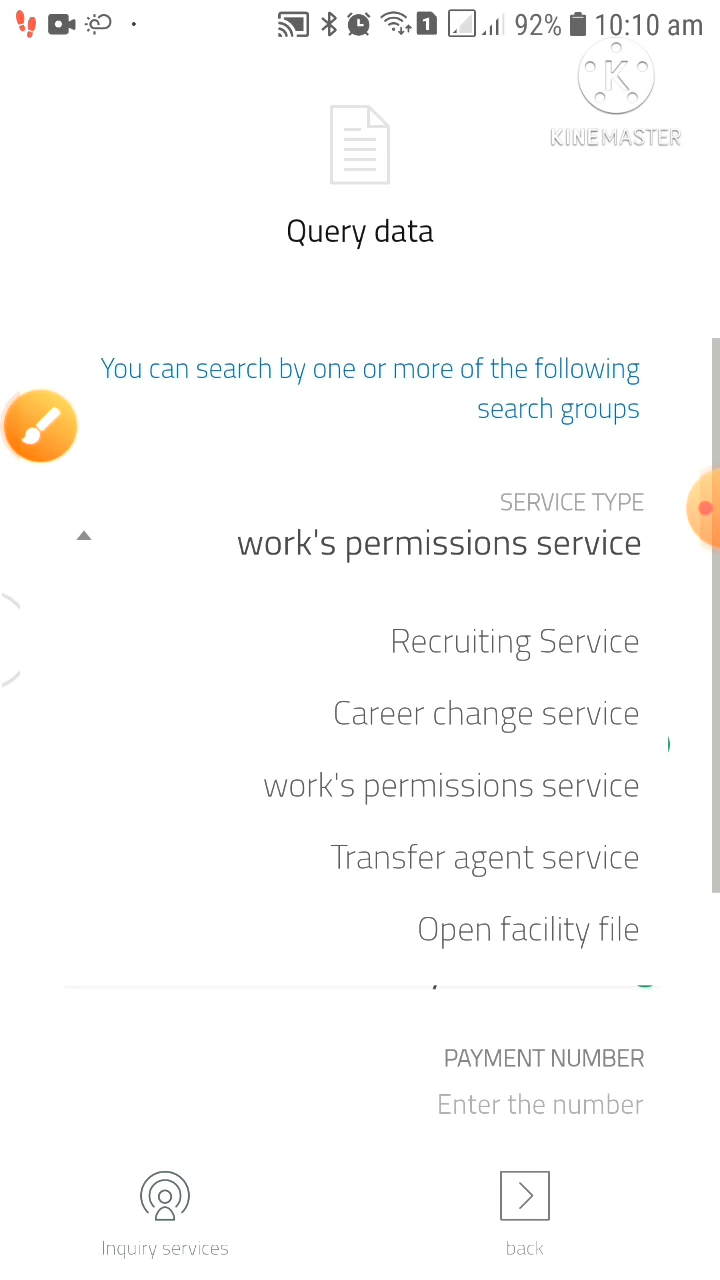 1 92% 10:10 am
K
KINEMASTER
Query data
You can search by one or more of the following
search groups
SERVICE TYPE
work's permissions service
Recruiting Service
Career change service
work's permissions service
Transfer agent service
Open facility file
PAYMENT NUMBER
Enter the number
Inquiry services
back